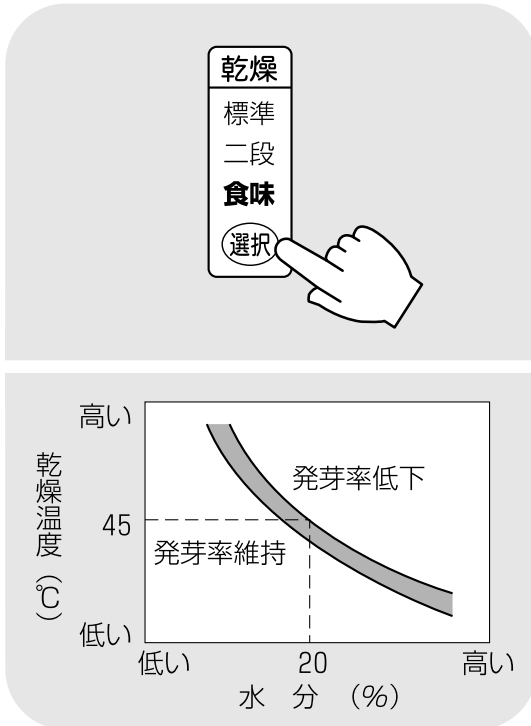 乾燥
標準
二段
食味
選択
高い
乾燥温度（℃）
45
低い
発芽率低下
発芽率維持
低い
20
高い
水 分 （％）